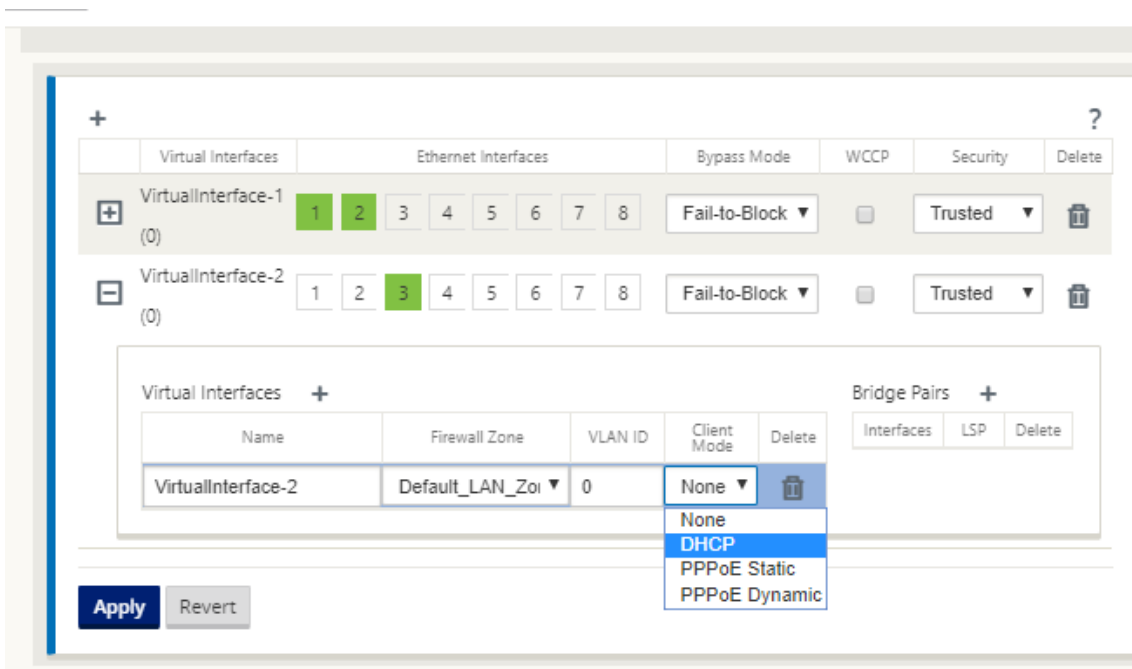 + ?
Virtual Interfaces Ethernet Interfaces Bypass Mode WCCP Security Delete
VirtualInterface-1
(0)
1 2 3 4 5 6 7 8 Fail-to-Block ▼ Trusted ▼
VirtualInterface-2
(0)
1 2 3 4 5 6 7 8 Fail-to-Block ▼ Trusted ▼
Virtual Interfaces +
Name Firewall Zone VLAN ID Client Mode Delete
VirtualInterface-2 Default_LAN_Zo ▼ 0 None ▼
None
DHCP
PPPoE Static
PPPoE Dynamic
Bridge Pairs +
Interfaces LSP Delete
Apply Revert